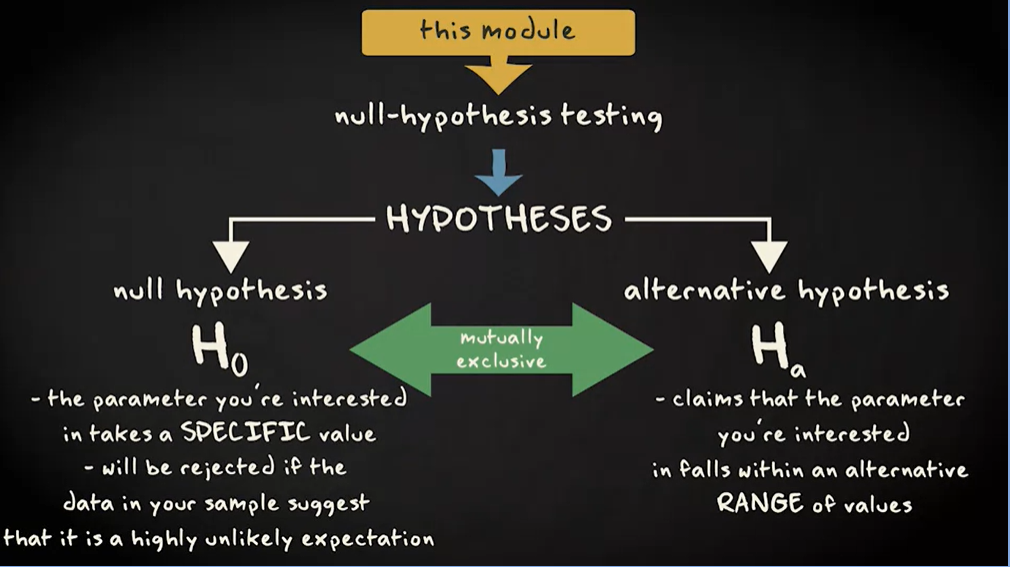 this module
null-hypothesis testing
HYPOTHESES
null hypothesis
H₀
- the parameter you're interested
in takes a SPECIFIC value
- will be rejected if the
data in your sample suggest
that it is a highly unlikely expectation
mutually
exclusive
alternative hypothesis
Hₐ
- claims that the parameter
you're interested
in falls within an alternative
RANGE of values